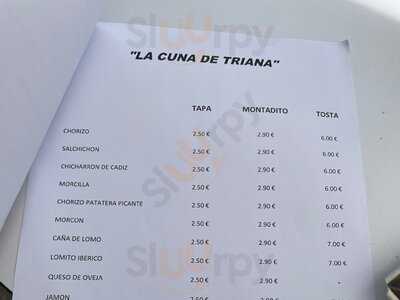 "LA CUNA DE TRIANA"
TAPA MONTADITO TOSTA
CHORIZO 2.50 € 2.90 € 6.00 €
SALCHICHON 2.50 € 2.90 € 6.00 €
CHICHARRON DE CADIZ 2.50 € 2.90 € 6.00 €
MORCILLA 2.50 € 2.90 € 6.00 €
CHORIZO PATATERA PICANTE 2.50 € 2.90 € 6.00 €
MORCON 2.50 € 2.90 € 6.00 €
CAÑA DE LOMO 2.50 € 2.90 € 7.00 €
LOMITO IBERICO 2.50 € 2.90 € 7.00 €
QUESO DE OVEJA 2.50 € 2.90 € -
JAMON
Sluurpy
Sluurpy
Sluurpy